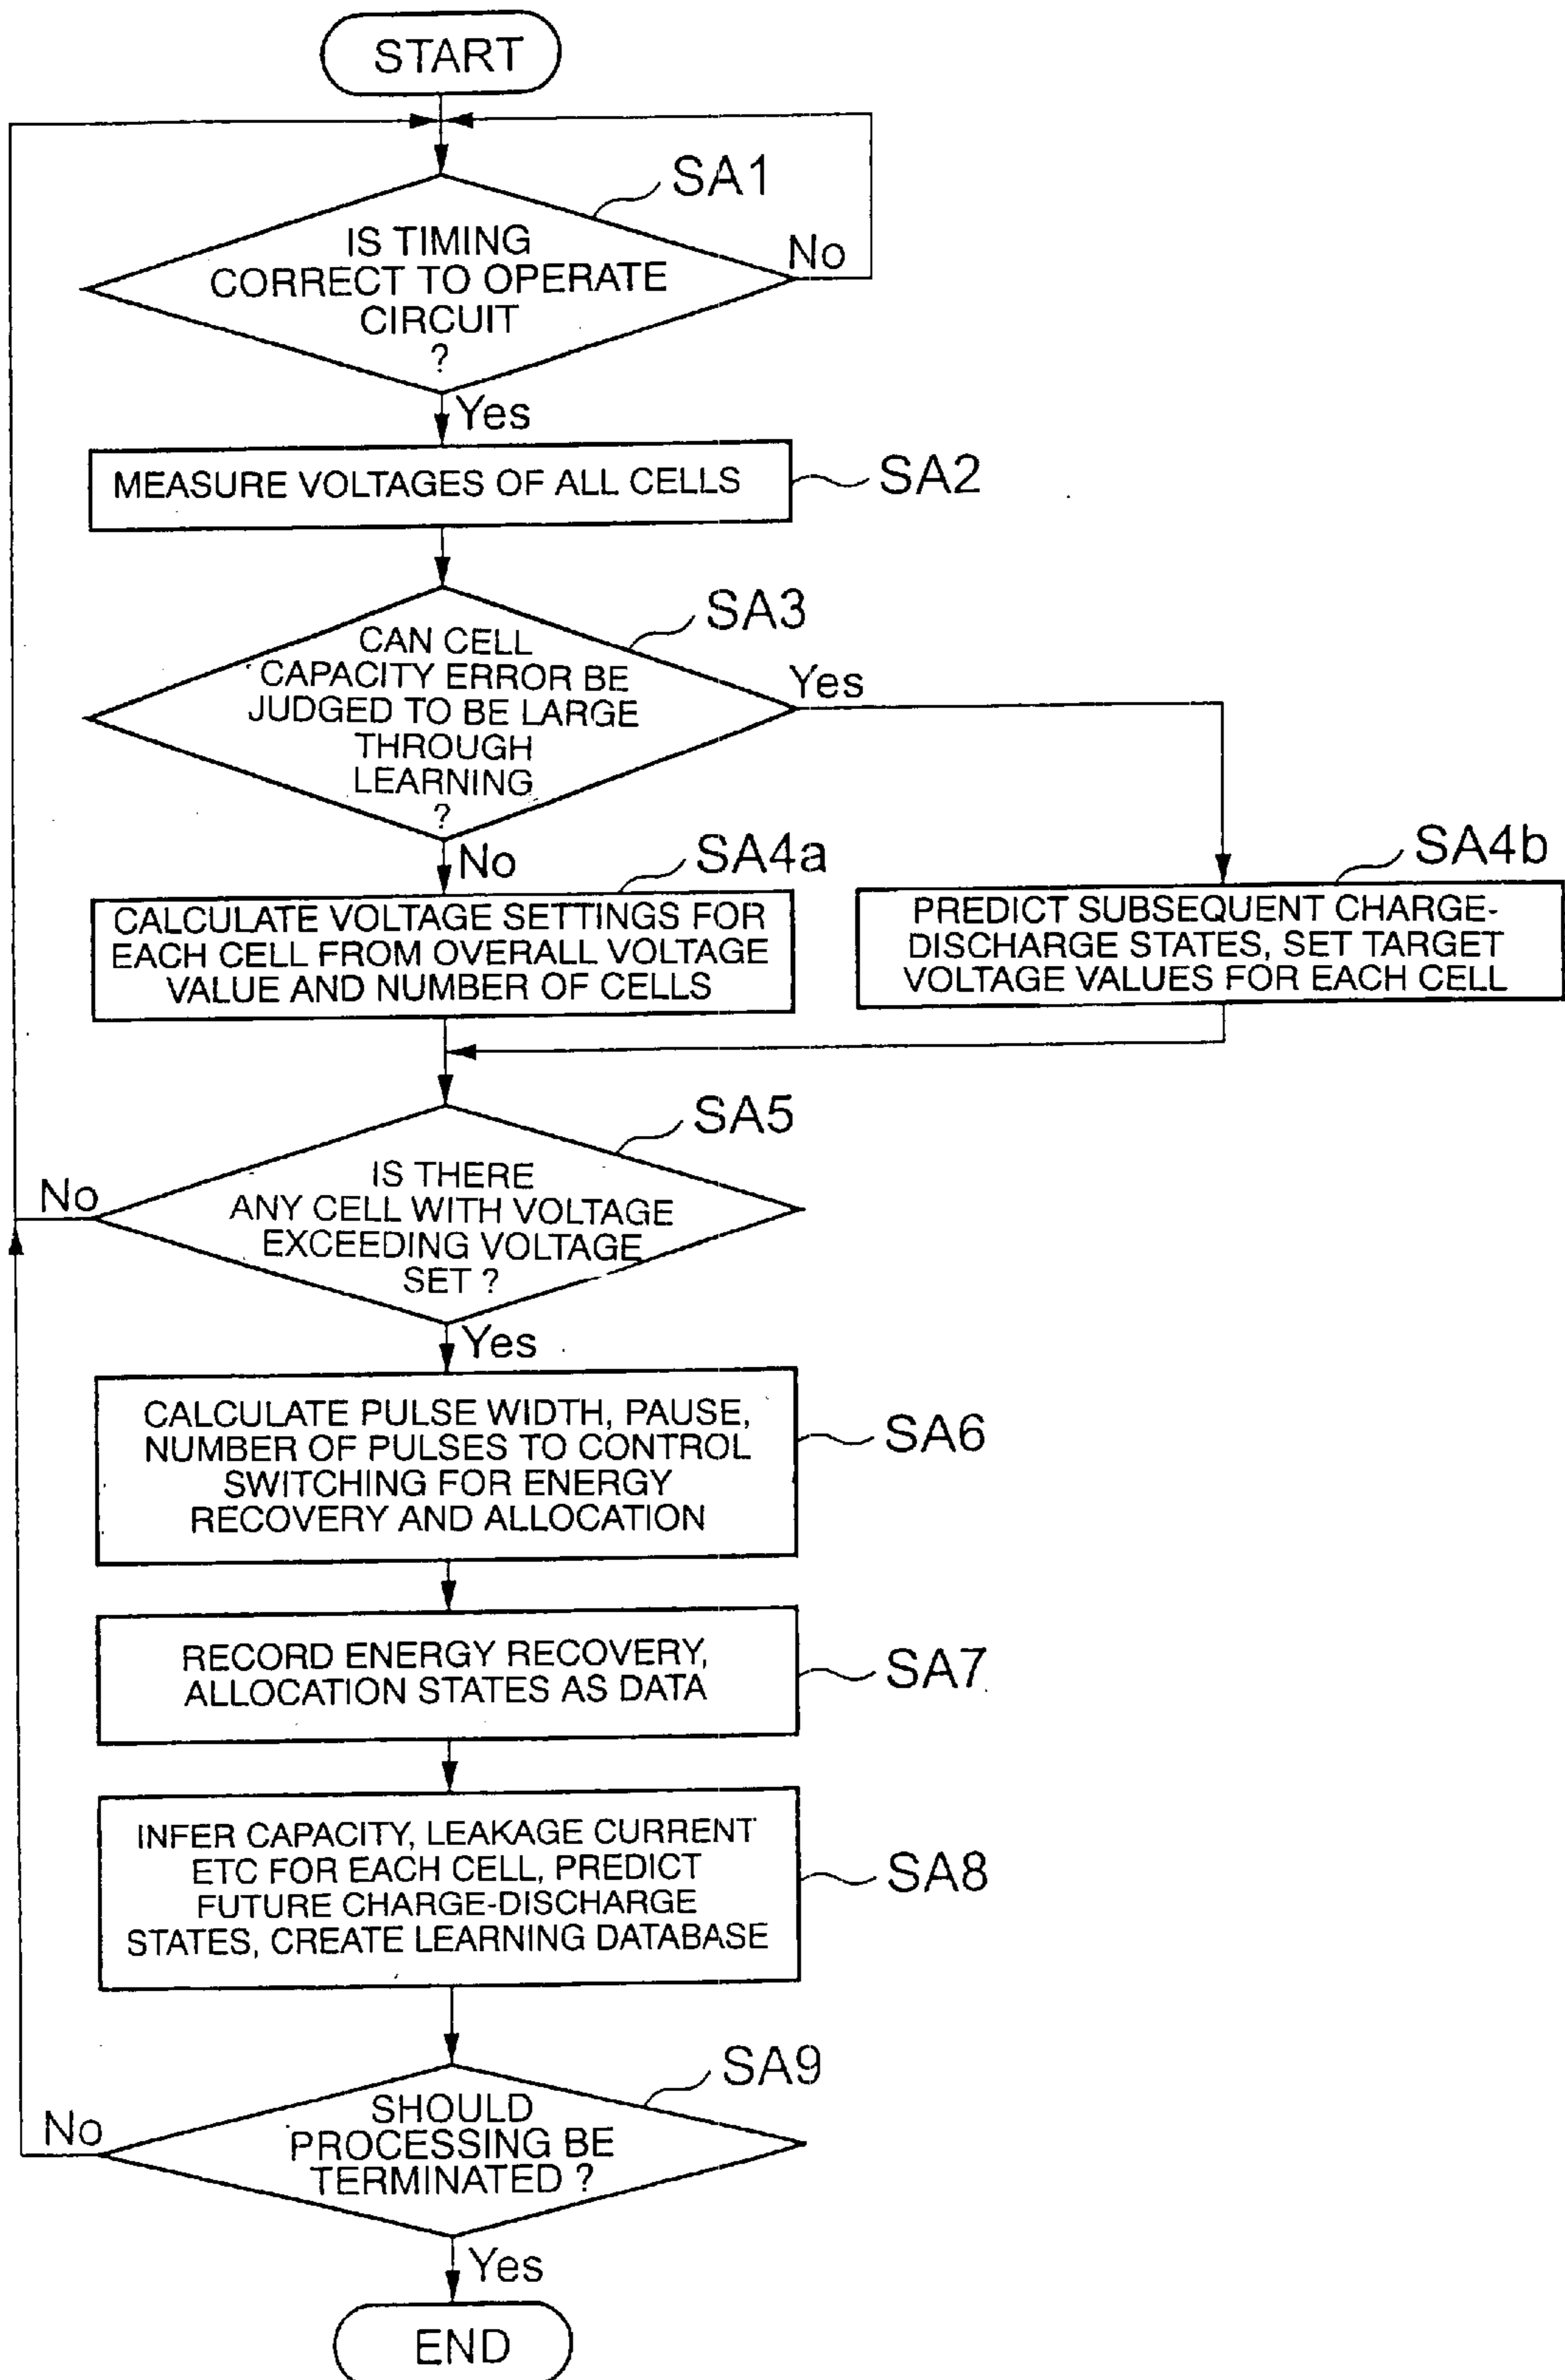 START
SA1
IS TIMING
CORRECT TO OPERATE
CIRCUIT
?
No
Yes
MEASURE VOLTAGES OF ALL CELLS
SA2
SA3
CAN CELL
CAPACITY ERROR BE
JUDGED TO BE LARGE
THROUGH
LEARNING
?
Yes
No
SA4a
CALCULATE VOLTAGE SETTINGS FOR
EACH CELL FROM OVERALL VOLTAGE
VALUE AND NUMBER OF CELLS
SA4b
PREDICT SUBSEQUENT CHARGE-
DISCHARGE STATES, SET TARGET
VOLTAGE VALUES FOR EACH CELL
SA5
IS THERE
ANY CELL WITH VOLTAGE
EXCEEDING VOLTAGE
SET ?
No
Yes
CALCULATE PULSE WIDTH, PAUSE,
NUMBER OF PULSES TO CONTROL
SWITCHING FOR ENERGY
RECOVERY AND ALLOCATION
SA6
RECORD ENERGY RECOVERY,
ALLOCATION STATES AS DATA
SA7
INFER CAPACITY, LEAKAGE CURRENT
ETC FOR EACH CELL, PREDICT
FUTURE CHARGE-DISCHARGE
STATES, CREATE LEARNING DATABASE
SA8
SA9
SHOULD
PROCESSING BE
TERMINATED ?
No
Yes
END